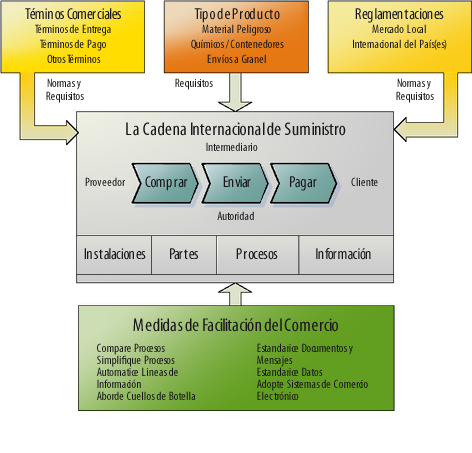 Téminos Comerciales
Términos de Entrega
Términos de Pago
Otros Términos
Tipo de Producto
Material Peligroso
Químicos / Contenedores
Envíos a Granel
Reglamentaciones
Mercado Local
Internacional del País(es)
Normas y
Requisitos
Requisitos
Normas y
Requisitos
La Cadena Internacional de Suministro
Intermediario
Proveedor
Comprar
Enviar
Pagar
Cliente
Autoridad
Instalaciones
Partes
Procesos
Información
Medidas de Facilitación del Comercio
Compare Procesos
Simplifique Procesos
Automatice Líneas de
Información
Aborde Cuellos de Botella
Estandarice Documentos y
Mensajes
Estandarice Datos
Adopte Sistemas de Comercio
Electrónico